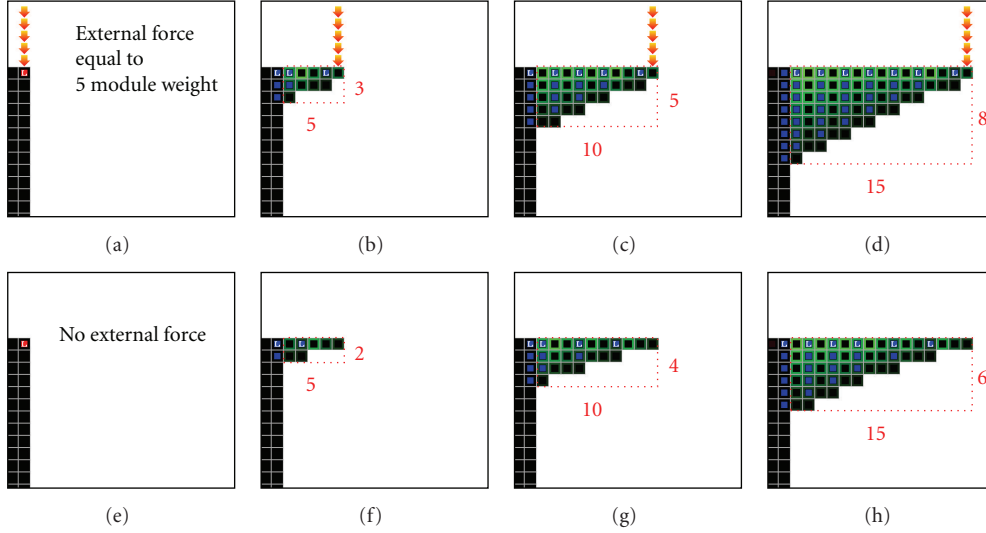 External force
equal to
5 module weight
3
5
5
10
8
15
(a)
(b)
(c)
(d)
No external force
2
5
4
10
6
15
(e)
(f)
(g)
(h)